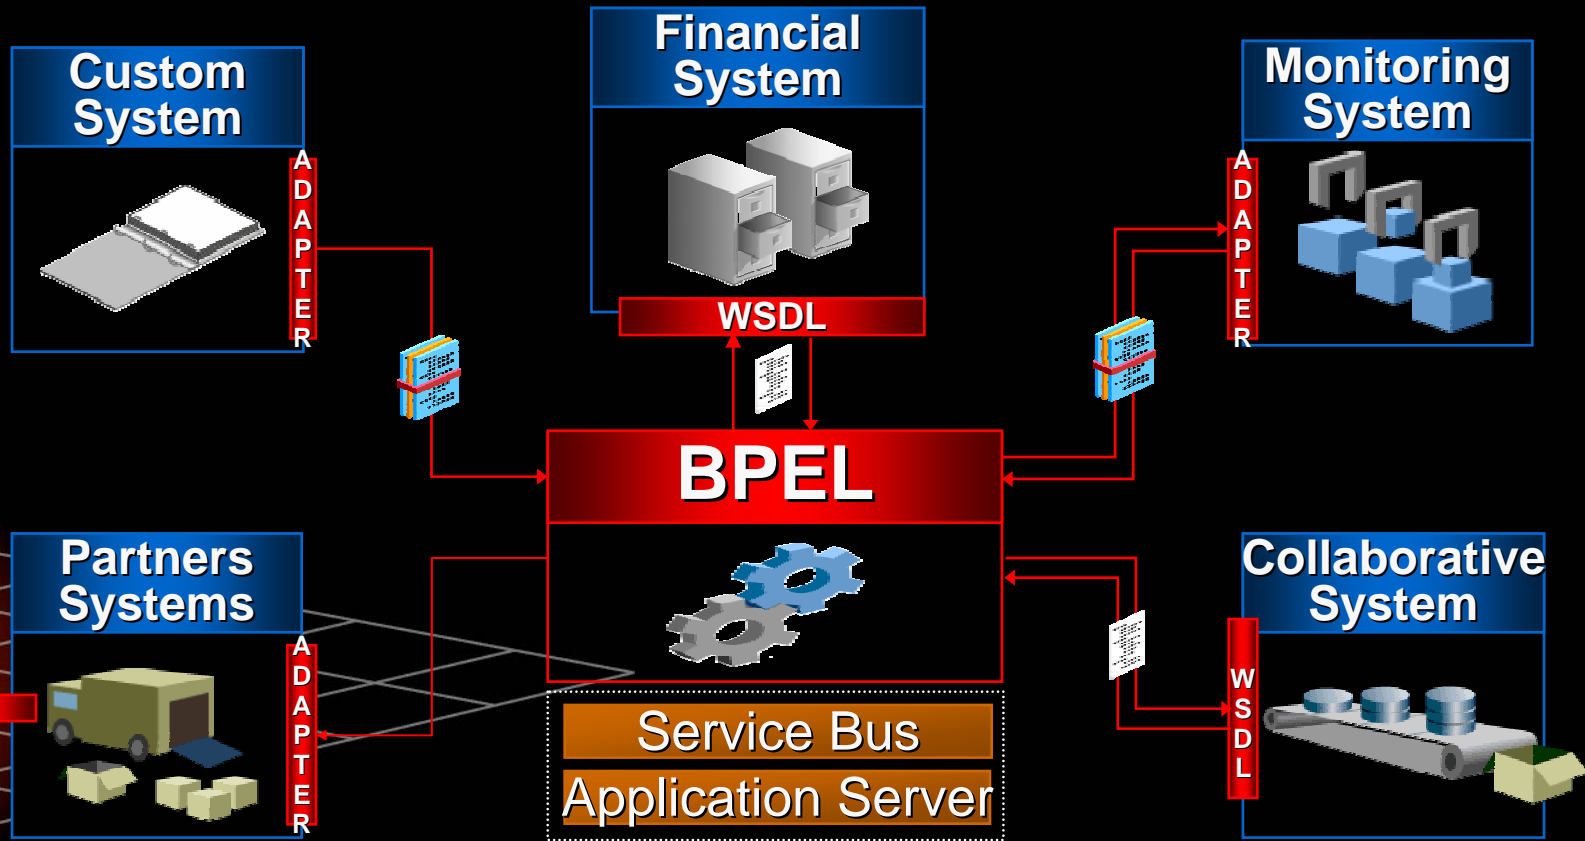 Financial
System
Custom
System
Monitoring
System
ADAPTER
ADAPTER
WSDL
BPEL
Partners
Systems
Collaborative
System
ADAPTER
WSDL
Service Bus
Application Server